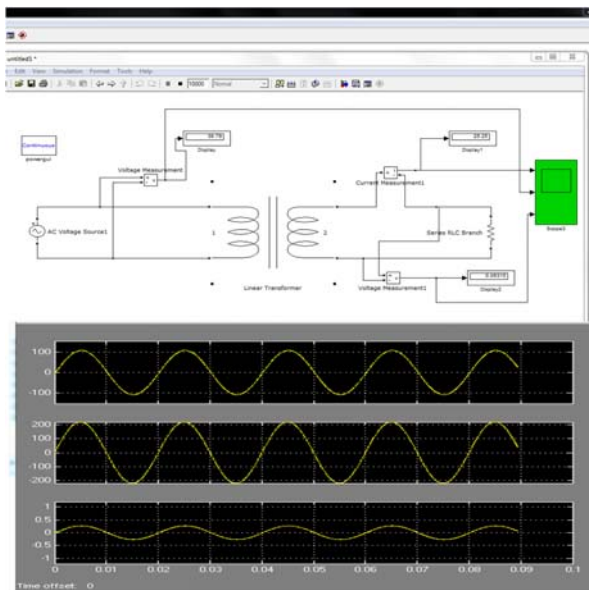 untitled1 *
Edit View Simulation Format Tools Help
10000 Normal
Continuous
powergui
Voltage Measurement
Display
Current Measurement1
25.25
Display1
AC Voltage Source1
1
2
Series RLC Branch
Scope3
Linear Transformer
Voltage Measurement1
Display2
100
0
-100
200
100
0
-100
-200
1
0.5
0
-0.5
-1
0 0.01 0.02 0.03 0.04 0.05 0.06 0.07 0.08 0.09 0.1
Time offset: 0